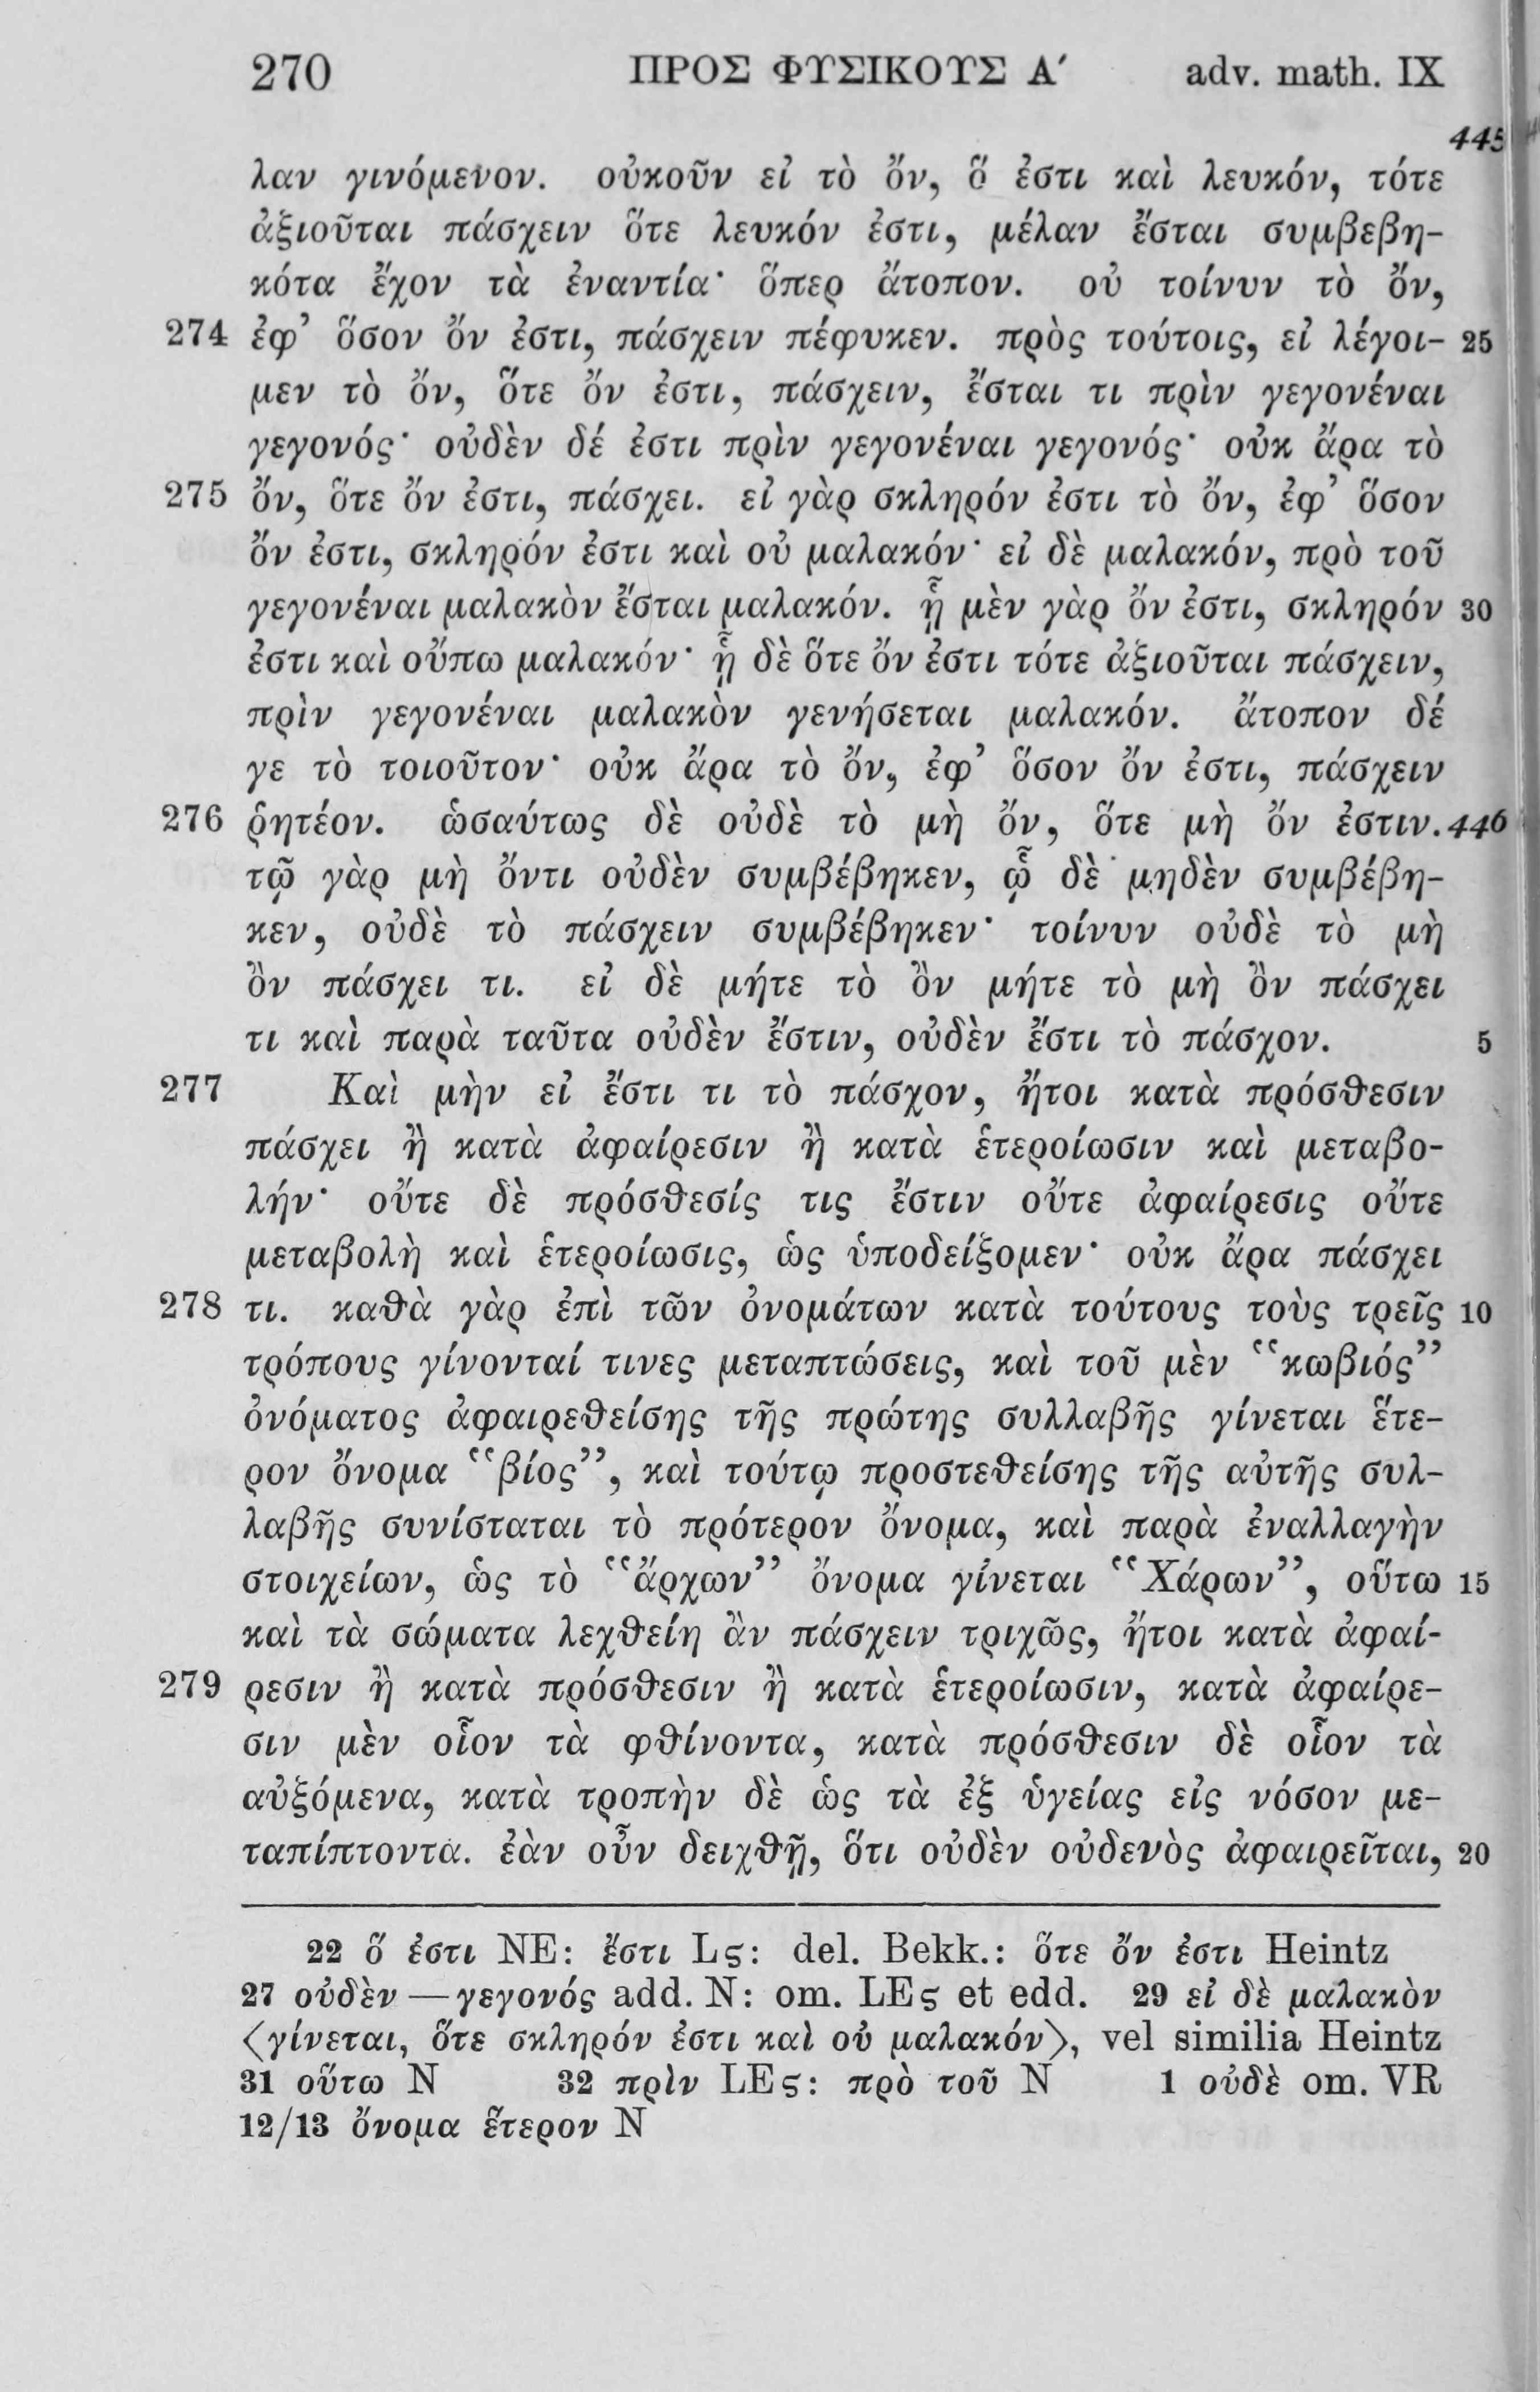 270 ΠΡΟΣ ΦΥΣΙΚΟΥΣ Α′ adv. math. IX
445
λαν γινόμενον. οὐκοῦν εἰ τὸ ὄν, ὅ ἐστι καὶ λευκόν, τότε
ἀξιοῦται πάσχειν ὅτε λευκόν ἐστι, μέλαν ἔσται συμβεβη-
κότα ἔχον τὰ ἐναντία· ὅπερ ἄτοπον. οὐ τοίνυν τὸ ὄν,
274 ἐφ’ ὅσον ὄν ἐστι, πάσχειν πέφυκεν. πρὸς τούτοις, εἰ λέγοι- 25
μεν τὸ ὄν, ὅτε ὄν ἐστι, πάσχειν, ἔσται τι πρὶν γεγονέναι
γεγονός· οὐδὲν δέ ἐστι πρὶν γεγονέναι γεγονός· οὐκ ἄρα τὸ
275 ὄν, ὅτε ὄν ἐστι, πάσχει. εἰ γὰρ σκληρόν ἐστι τὸ ὄν, ἐφ’ ὅσον
ὄν ἐστι, σκληρόν ἐστι καὶ οὐ μαλακόν· εἰ δὲ μαλακόν, πρὸ τοῦ
γεγονέναι μαλακὸν ἔσται μαλακόν. ᾗ μὲν γὰρ ὄν ἐστι, σκληρόν 30
ἐστι καὶ οὔπω μαλακόν· ᾗ δὲ ὅτε ὄν ἐστι τότε ἀξιοῦται πάσχειν,
πρὶν γεγονέναι μαλακὸν γενήσεται μαλακόν. ἄτοπον δέ
γε τὸ τοιοῦτον· οὐκ ἄρα τὸ ὄν, ἐφ’ ὅσον ὄν ἐστι, πάσχειν
276 ῥητέον. ὡσαύτως δὲ οὐδὲ τὸ μὴ ὄν, ὅτε μὴ ὄν ἐστιν. 446
τῷ γὰρ μὴ ὄντι οὐδὲν συμβέβηκεν, ᾧ δὲ μηδὲν συμβέβη-
κεν, οὐδὲ τὸ πάσχειν συμβέβηκεν· τοίνυν οὐδὲ τὸ μὴ
ὂν πάσχει τι. εἰ δὲ μήτε τὸ ὂν μήτε τὸ μὴ ὂν πάσχει
τι καὶ παρὰ ταῦτα οὐδὲν ἔστιν, οὐδὲν ἔστι τὸ πάσχον. 5
277 Καὶ μὴν εἰ ἔστι τι τὸ πάσχον, ἤτοι κατὰ πρόσθεσιν
πάσχει ἢ κατὰ ἀφαίρεσιν ἢ κατὰ ἑτεροίωσιν καὶ μεταβο-
λήν· οὔτε δὲ πρόσθεσίς τις ἔστιν οὔτε ἀφαίρεσις οὔτε
μεταβολὴ καὶ ἑτεροίωσις, ὡς ὑποδείξομεν· οὐκ ἄρα πάσχει
278 τι. καθὰ γὰρ ἐπὶ τῶν ὀνομάτων κατὰ τούτους τοὺς τρεῖς 10
τρόπους γίνονταί τινες μεταπτώσεις, καὶ τοῦ μὲν “κωβιός”
ὀνόματος ἀφαιρεθείσης τῆς πρώτης συλλαβῆς γίνεται ἕτε-
ρον ὄνομα “βίος”, καὶ τούτῳ προστεθείσης τῆς αὐτῆς συλ-
λαβῆς συνίσταται τὸ πρότερον ὄνομα, καὶ παρὰ ἐναλλαγὴν
στοιχείων, ὡς τὸ “ἄρχων” ὄνομα γίνεται “Χάρων”, οὕτω 15
καὶ τὰ σώματα λεχθείη ἂν πάσχειν τριχῶς, ἤτοι κατὰ ἀφαί-
279 ρεσιν ἢ κατὰ πρόσθεσιν ἢ κατὰ ἑτεροίωσιν, κατὰ ἀφαίρε-
σιν μὲν οἷον τὰ φθίνοντα, κατὰ πρόσθεσιν δὲ οἷον τὰ
αὐξόμενα, κατὰ τροπὴν δὲ ὡς τὰ ἐξ ὑγείας εἰς νόσον με-
ταπίπτοντα. ἐὰν οὖν δειχθῇ, ὅτι οὐδὲν οὐδενὸς ἀφαιρεῖται, 20
22 ὅ ἐστι NE: ἔστι Lς: del. Bekk.: ὅτε ὄν ἐστι Heintz
27 οὐδὲν — γεγονός add. N: om. LEς et edd. 29 εἰ δὲ μαλακὸν
⟨γίνεται, ὅτε σκληρόν ἐστι καὶ οὐ μαλακόν⟩, vel similia Heintz
31 οὕτω N 32 πρὶν LEς: πρὸ τοῦ N 1 οὐδὲ om. VR
12/13 ὄνομα ἕτερον N